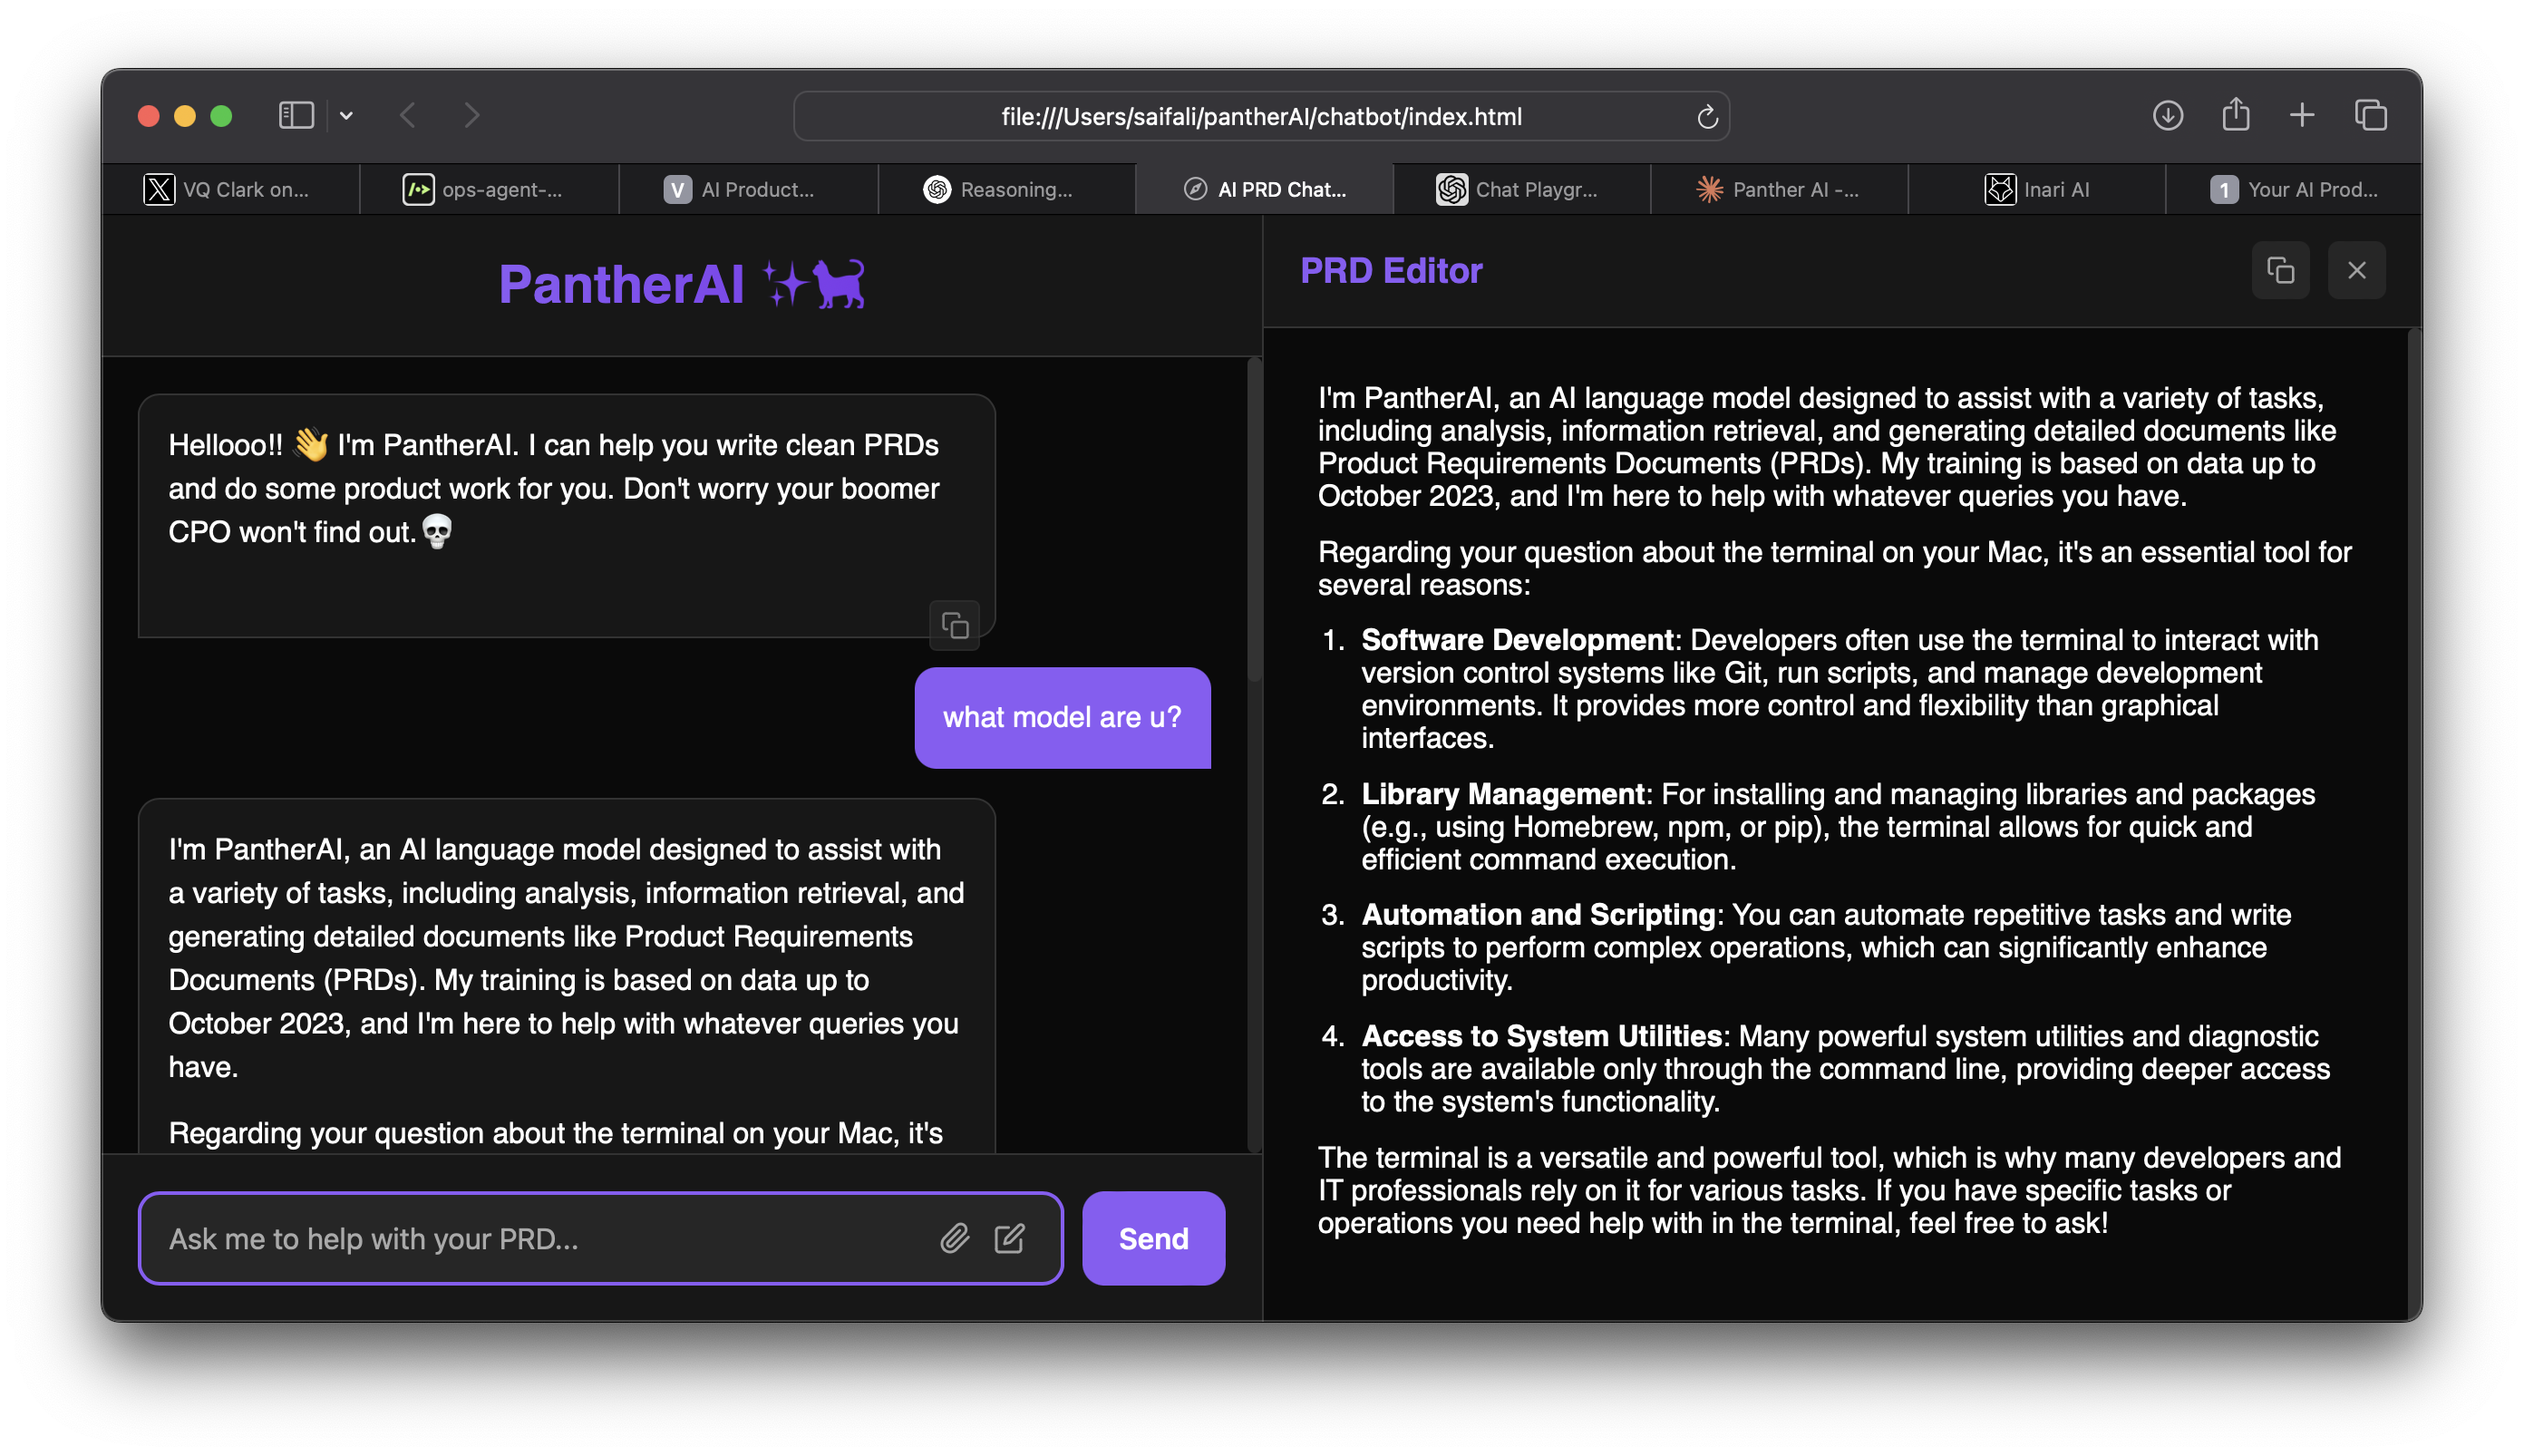 file:///Users/saifali/pantherAI/chatbot/index.html
VQ Clark on...
ops-agent-...
V AI Product...
Reasoning...
AI PRD Chat...
Chat Playgr...
Panther AI -...
Inari AI
1 Your AI Prod...
PantherAI ✨🐈
Hellooo!! 👋 I'm PantherAI. I can help you write clean PRDs
and do some product work for you. Don't worry your boomer
CPO won't find out.💀
what model are u?
I'm PantherAI, an AI language model designed to assist with
a variety of tasks, including analysis, information retrieval, and
generating detailed documents like Product Requirements
Documents (PRDs). My training is based on data up to
October 2023, and I'm here to help with whatever queries you
have.
Regarding your question about the terminal on your Mac, it's
Ask me to help with your PRD...
Send
PRD Editor
I'm PantherAI, an AI language model designed to assist with a variety of tasks,
including analysis, information retrieval, and generating detailed documents like
Product Requirements Documents (PRDs). My training is based on data up to
October 2023, and I'm here to help with whatever queries you have.
Regarding your question about the terminal on your Mac, it's an essential tool for
several reasons:
1. Software Development: Developers often use the terminal to interact with
version control systems like Git, run scripts, and manage development
environments. It provides more control and flexibility than graphical
interfaces.
2. Library Management: For installing and managing libraries and packages
(e.g., using Homebrew, npm, or pip), the terminal allows for quick and
efficient command execution.
3. Automation and Scripting: You can automate repetitive tasks and write
scripts to perform complex operations, which can significantly enhance
productivity.
4. Access to System Utilities: Many powerful system utilities and diagnostic
tools are available only through the command line, providing deeper access
to the system's functionality.
The terminal is a versatile and powerful tool, which is why many developers and
IT professionals rely on it for various tasks. If you have specific tasks or
operations you need help with in the terminal, feel free to ask!